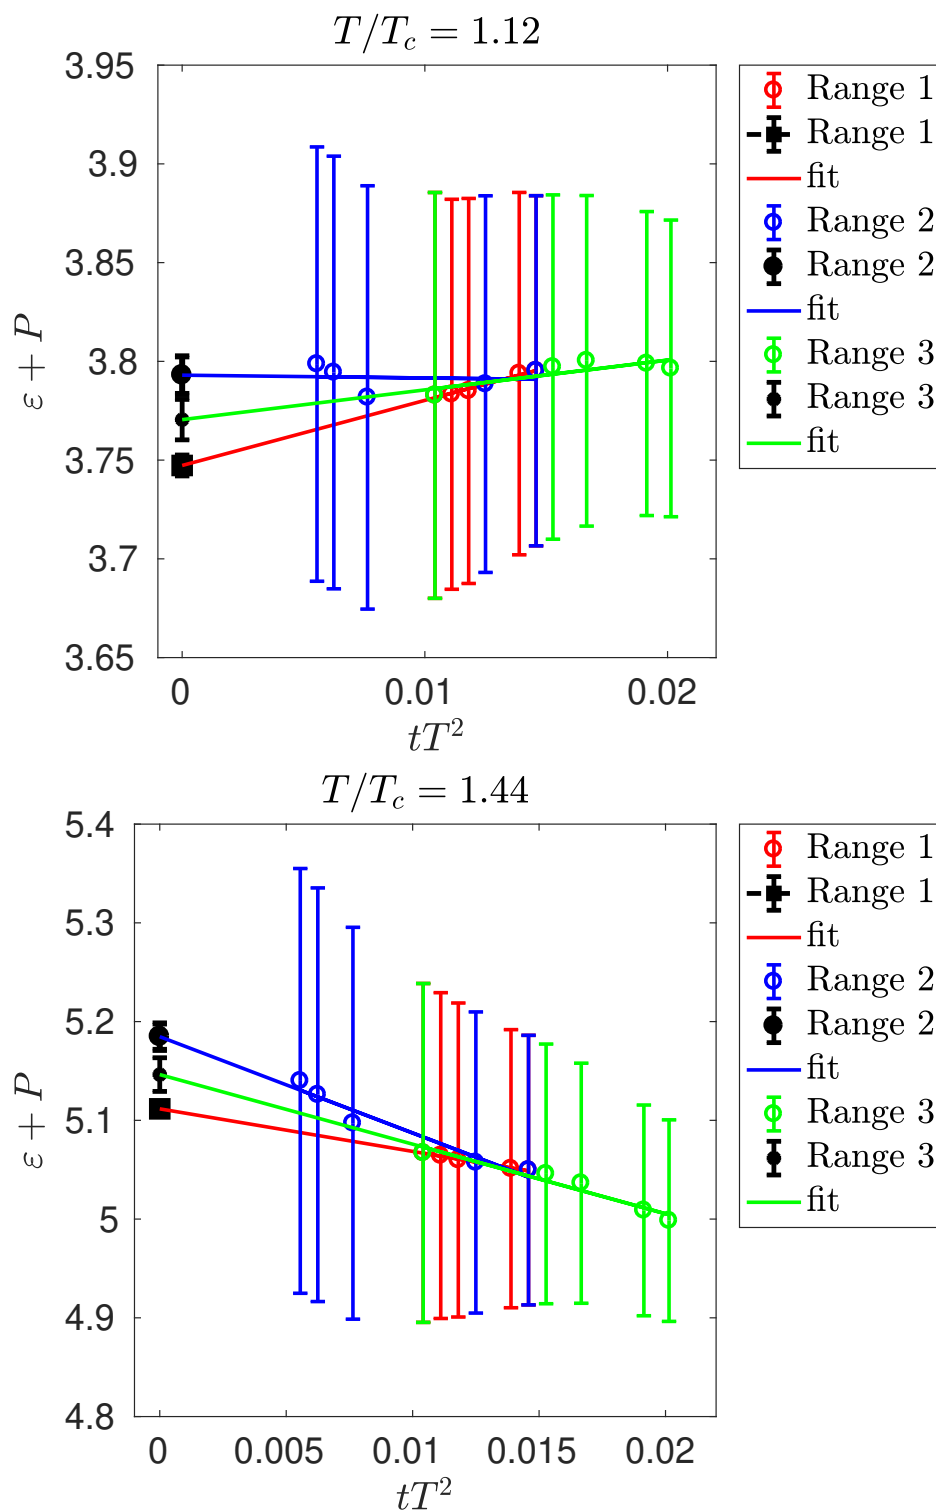 T/T_c = 1.12
3.95
3.9
3.85
3.8
3.75
3.7
3.65
ε + P
0
0.01
0.02
tT²
Range 1
Range 1
fit
Range 2
Range 2
fit
Range 3
Range 3
fit
T/T_c = 1.44
5.4
5.3
5.2
5.1
5
4.9
4.8
ε + P
0
0.005
0.01
0.015
0.02
tT²
Range 1
Range 1
fit
Range 2
Range 2
fit
Range 3
Range 3
fit